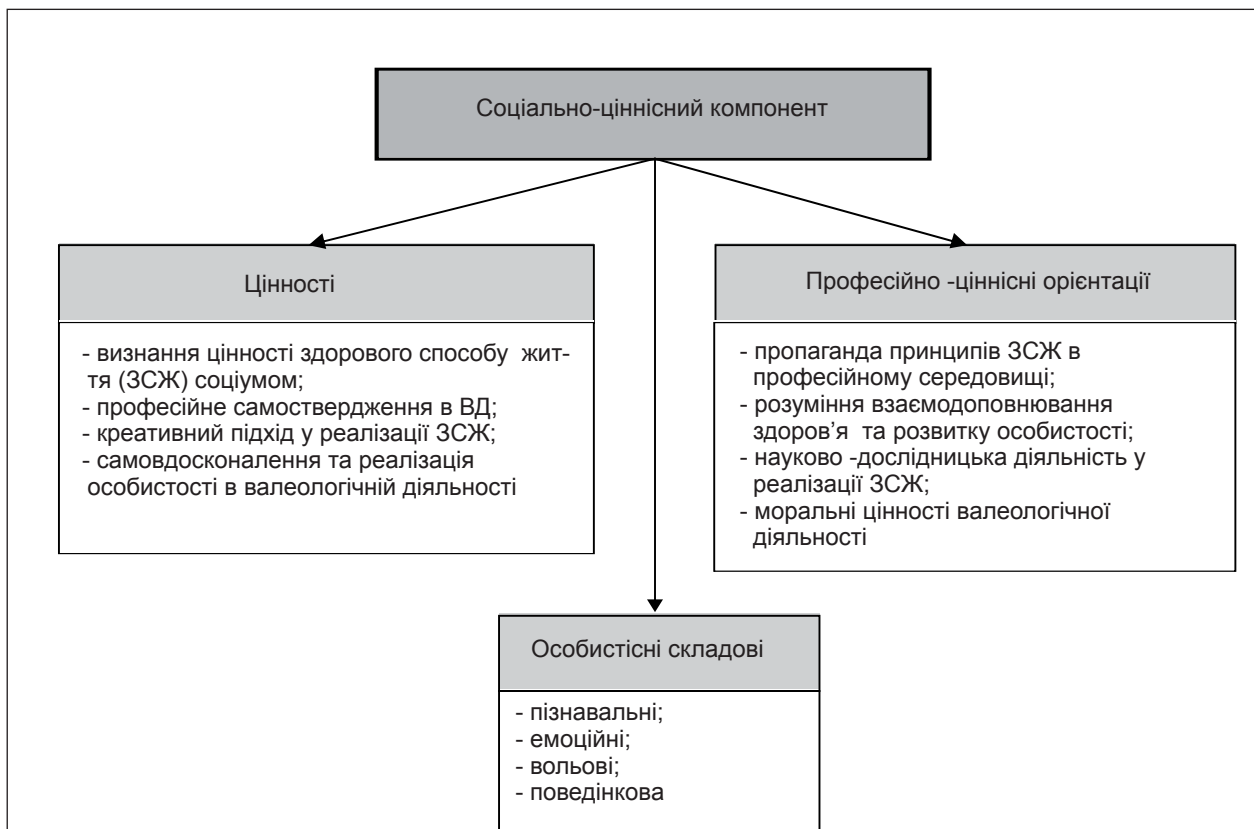 Соціально-ціннісний компонент
Цінності
- визнання цінності здорового способу жит-
тя (ЗСЖ) соціумом;
- професійне самоствердження в ВД;
- креативний підхід у реалізації ЗСЖ;
- самовдосконалення та реалізація
особистості в валеологічній діяльності
Професійно -ціннісні орієнтації
- пропаганда принципів ЗСЖ в
професійному середовищі;
- розуміння взаємодоповнювання
здоров’я та розвитку особистості;
- науково -дослідницька діяльність у
реалізації ЗСЖ;
- моральні цінності валеологічної
діяльності
Особистісні складові
- пізнавальні;
- емоційні;
- вольові;
- поведінкова